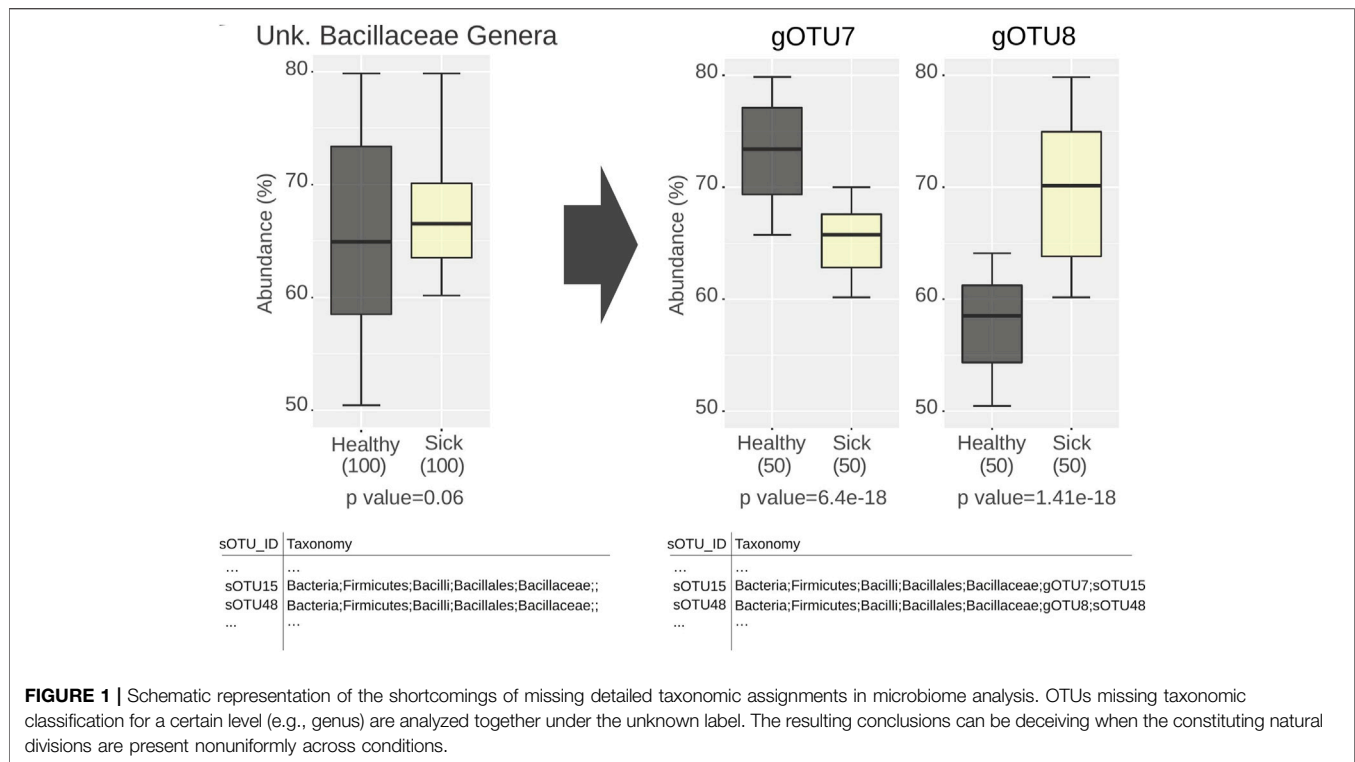 Unk. Bacillaceae Genera
gOTU7
gOTU8
Abundance (%)
80
70
60
50
Healthy
(100)
Sick
(100)
p value=0.06
Abundance (%)
80
70
60
50
Healthy
(50)
Sick
(50)
p value=6.4e-18
80
70
60
50
Healthy
(50)
Sick
(50)
p value=1.41e-18
sOTU_ID Taxonomy
... ...
sOTU15 Bacteria;Firmicutes;Bacilli;Bacillales;Bacillaceae;;
sOTU48 Bacteria;Firmicutes;Bacilli;Bacillales;Bacillaceae;;
... ...
sOTU_ID Taxonomy
... ...
sOTU15 Bacteria;Firmicutes;Bacilli;Bacillales;Bacillaceae;gOTU7;sOTU15
sOTU48 Bacteria;Firmicutes;Bacilli;Bacillales;Bacillaceae;gOTU8;sOTU48
... ...
FIGURE 1 | Schematic representation of the shortcomings of missing detailed taxonomic assignments in microbiome analysis. OTUs missing taxonomic
classification for a certain level (e.g., genus) are analyzed together under the unknown label. The resulting conclusions can be deceiving when the constituting natural
divisions are present nonuniformly across conditions.